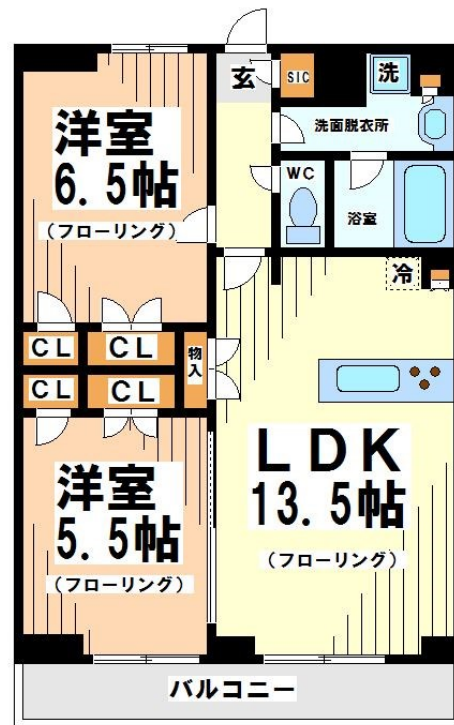 玄
SIC
洗
洋室
6.5帖
(フローリング)
洗面脱衣所
WC
浴室
冷
CL
CL
物入
CL
CL
LDK
13.5帖
(フローリング)
洋室
5.5帖
(フローリング)
バルコニー